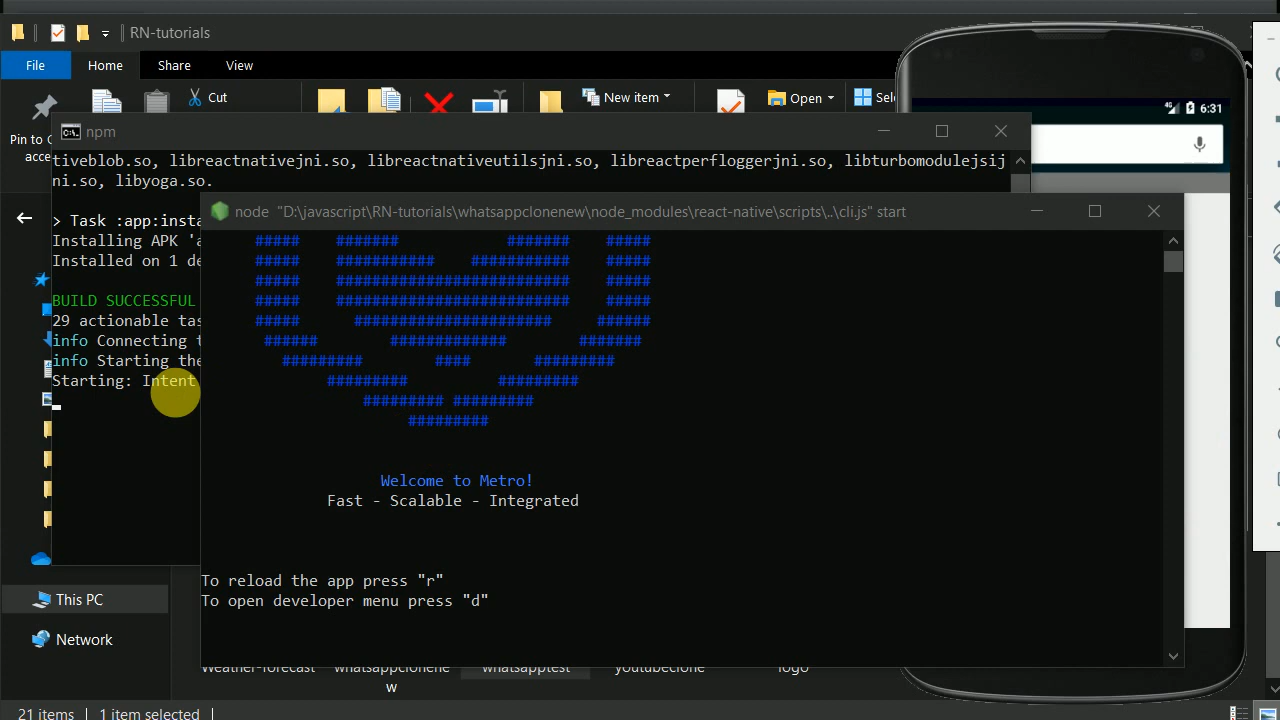 RN-tutorials
File
Home
Share
View
Cut
New item
Open
Pin to
acce
6:31
npm
tiveblob.so, libreactnativejni.so, libreactnativeutilsjni.so, libreactperfloggerjni.so, libturbomodulejsij
ni.so, libyoga.so.
> Task :app:insta
Installing APK 'a
Installed on 1 de
BUILD SUCCESSFUL
29 actionable tas
info Connecting t
info Starting the
Starting: Intent
node "D:\javascript\RN-tutorials\whatsappclonenew\node_modules\react-native\scripts\..\cli.js" start
##### ####### ####### #####
##### ########### ########### #####
##### ########################## #####
##### ########################## #####
##### ###################### ######
###### ############# #######
######### #### #########
######### #########
######### #########
#########
Welcome to Metro!
Fast - Scalable - Integrated
To reload the app press "r"
To open developer menu press "d"
This PC
Network
Weather-forecast
whatsappclonene
w
whatsapptest
youtubeclone
logo
21 items
1 item selected